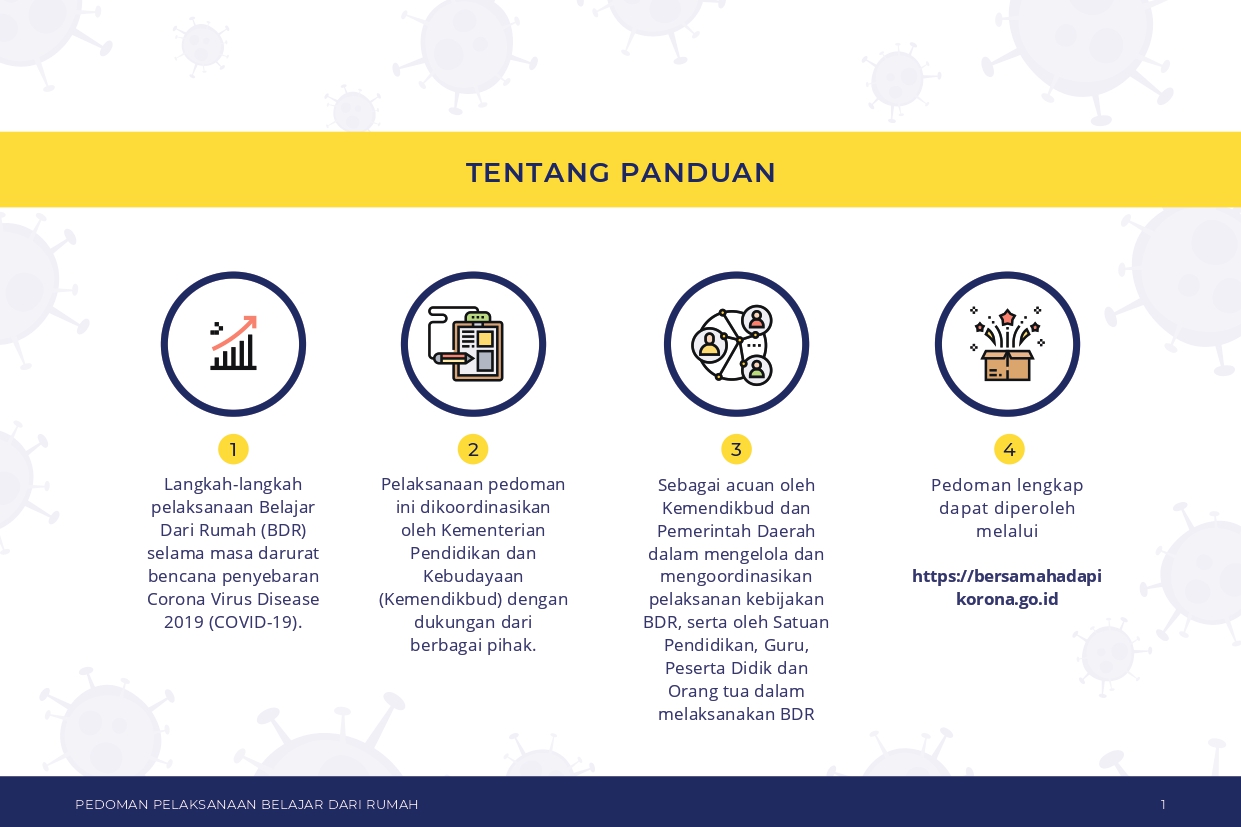 TENTANG PANDUAN
1
Langkah-langkah
pelaksanaan Belajar
Dari Rumah (BDR)
selama masa darurat
bencana penyebaran
Corona Virus Disease
2019 (COVID-19).
2
Pelaksanaan pedoman
ini dikoordinasikan
oleh Kementerian
Pendidikan dan
Kebudayaan
(Kemendikbud) dengan
dukungan dari
berbagai pihak.
3
Sebagai acuan oleh
Kemendikbud dan
Pemerintah Daerah
dalam mengelola dan
mengoordinasikan
pelaksanan kebijakan
BDR, serta oleh Satuan
Pendidikan, Guru,
Peserta Didik dan
Orang tua dalam
melaksanakan BDR
4
Pedoman lengkap
dapat diperoleh
melalui
https://bersamahadapi
korona.go.id
PEDOMAN PELAKSANAAN BELAJAR DARI RUMAH
1